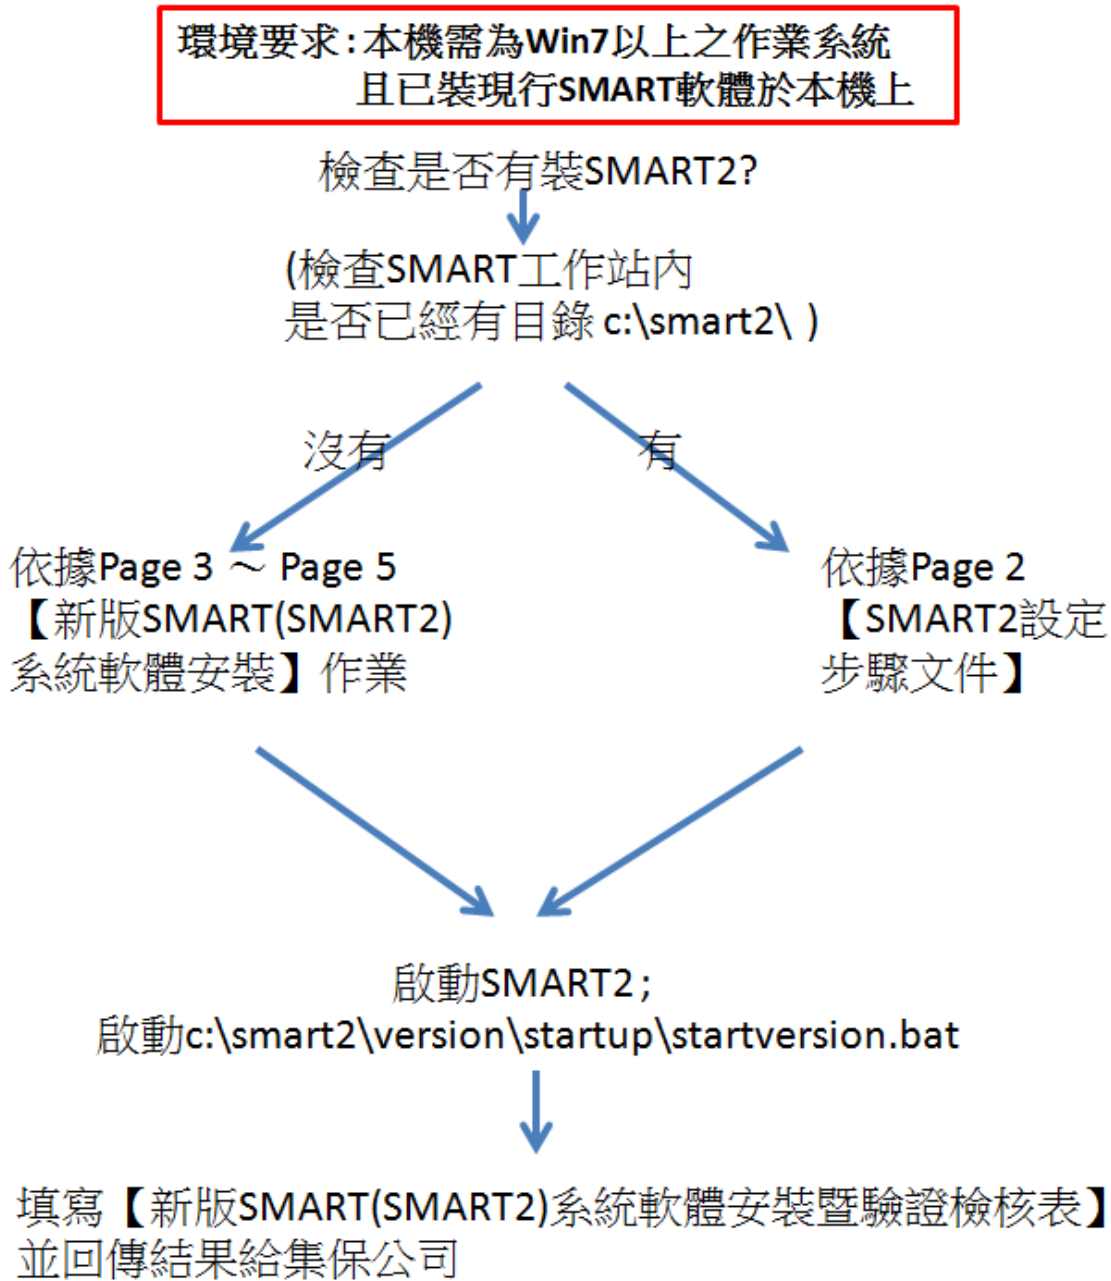 環境要求:本機需為Win7以上之作業系統
且已裝現行SMART軟體於本機上
檢查是否有裝SMART2?
(檢查SMART工作站內
是否已經有目錄 c:\smart2\ )
沒有
有
依據Page 3 ～ Page 5
【新版SMART(SMART2)
系統軟體安裝】作業
依據Page 2
【SMART2設定
步驟文件】
啟動SMART2;
啟動c:\smart2\version\startup\startversion.bat
填寫【新版SMART(SMART2)系統軟體安裝暨驗證檢核表】
並回傳結果給集保公司